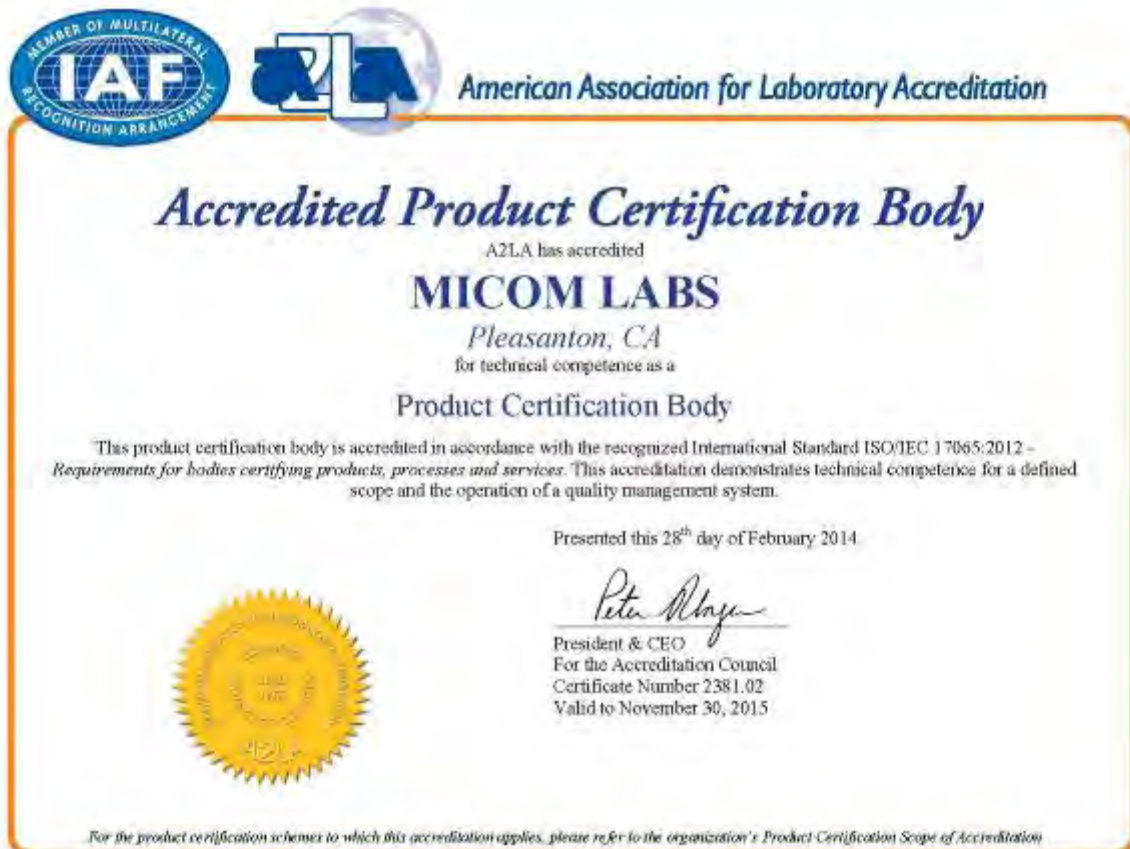 MEMBER OF MULTILATERAL
IAF
RECOGNITION ARRANGEMENT
A2LA
American Association for Laboratory Accreditation
Accredited Product Certification Body
A2LA has accredited
MICOM LABS
Pleasanton, CA
for technical competence as a
Product Certification Body
This product certification body is accredited in accordance with the recognized International Standard ISO/IEC 17065:2012 -
Requirements for bodies certifying products, processes and services. This accreditation demonstrates technical competence for a defined
scope and the operation of a quality management system.
Presented this 28th day of February 2014
Peter
President & CEO
For the Accreditation Council
Certificate Number 2381.02
Valid to November 30, 2015
A2LA
For the product certification schemes to which this accreditation applies, please refer to the organization's Product Certification Scope of Accreditation